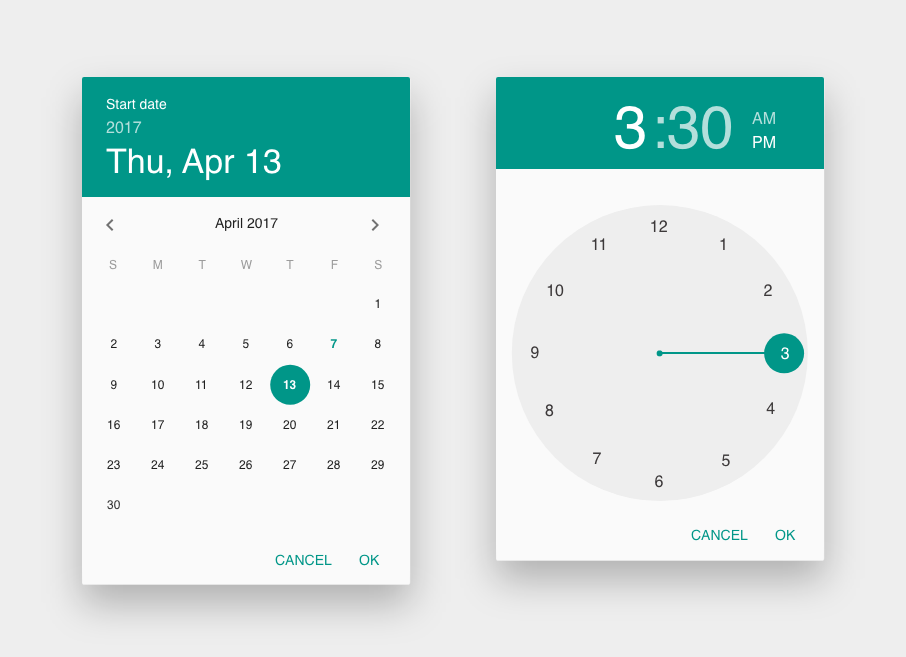 Start date
2017
Thu, Apr 13
April 2017
S M T W T F S
1
2 3 4 5 6 7 8
9 10 11 12 13 14 15
16 17 18 19 20 21 22
23 24 25 26 27 28 29
30
CANCEL OK
3:30
AM
PM
12
11 1
10 2
9 3
8 4
7 5
6
CANCEL OK